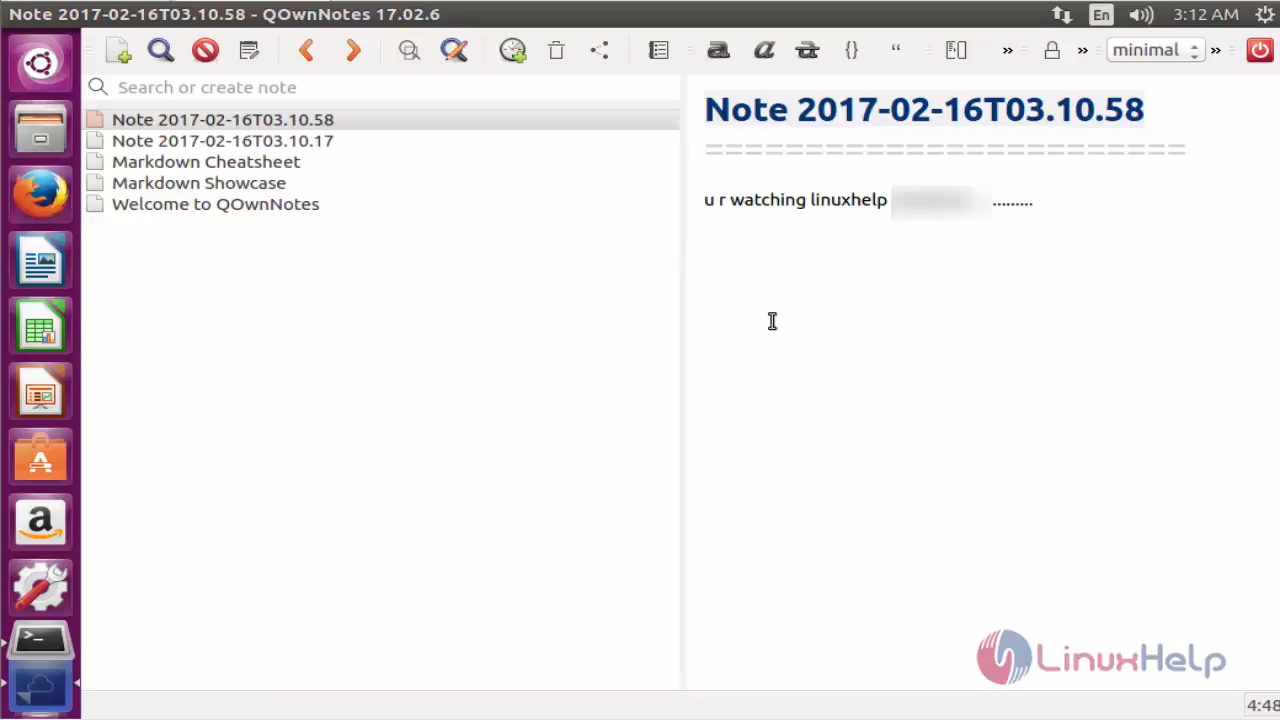 Note 2017-02-16T03.10.58 - QOwnNotes 17.02.6
En
3:12 AM
minimal
Search or create note
Note 2017-02-16T03.10.58
Note 2017-02-16T03.10.17
Markdown Cheatsheet
Markdown Showcase
Welcome to QOwnNotes
Note 2017-02-16T03.10.58
========================
u r watching linuxhelp .........
LinuxHelp
4:48